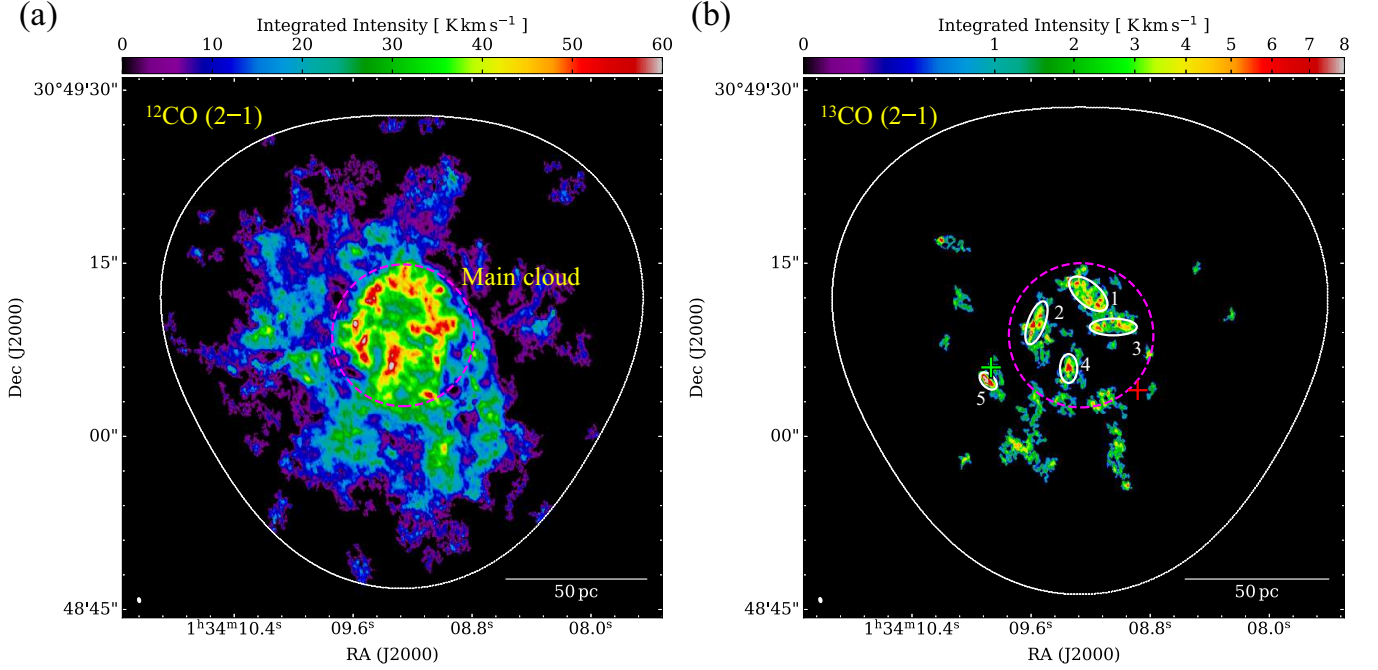 (a)
Integrated Intensity [ K km s⁻¹ ]
0 10 20 30 40 50 60
¹²CO (2−1)
Main cloud
50 pc
30°49'30"
15"
00"
48'45"
Dec (J2000)
1ʰ34ᵐ10.4ˢ 09.6ˢ 08.8ˢ 08.0ˢ
RA (J2000)
(b)
Integrated Intensity [ K km s⁻¹ ]
0 1 2 3 4 5 6 7 8
¹³CO (2−1)
1
2
3
4
5
50 pc
30°49'30"
15"
00"
48'45"
Dec (J2000)
1ʰ34ᵐ10.4ˢ 09.6ˢ 08.8ˢ 08.0ˢ
RA (J2000)